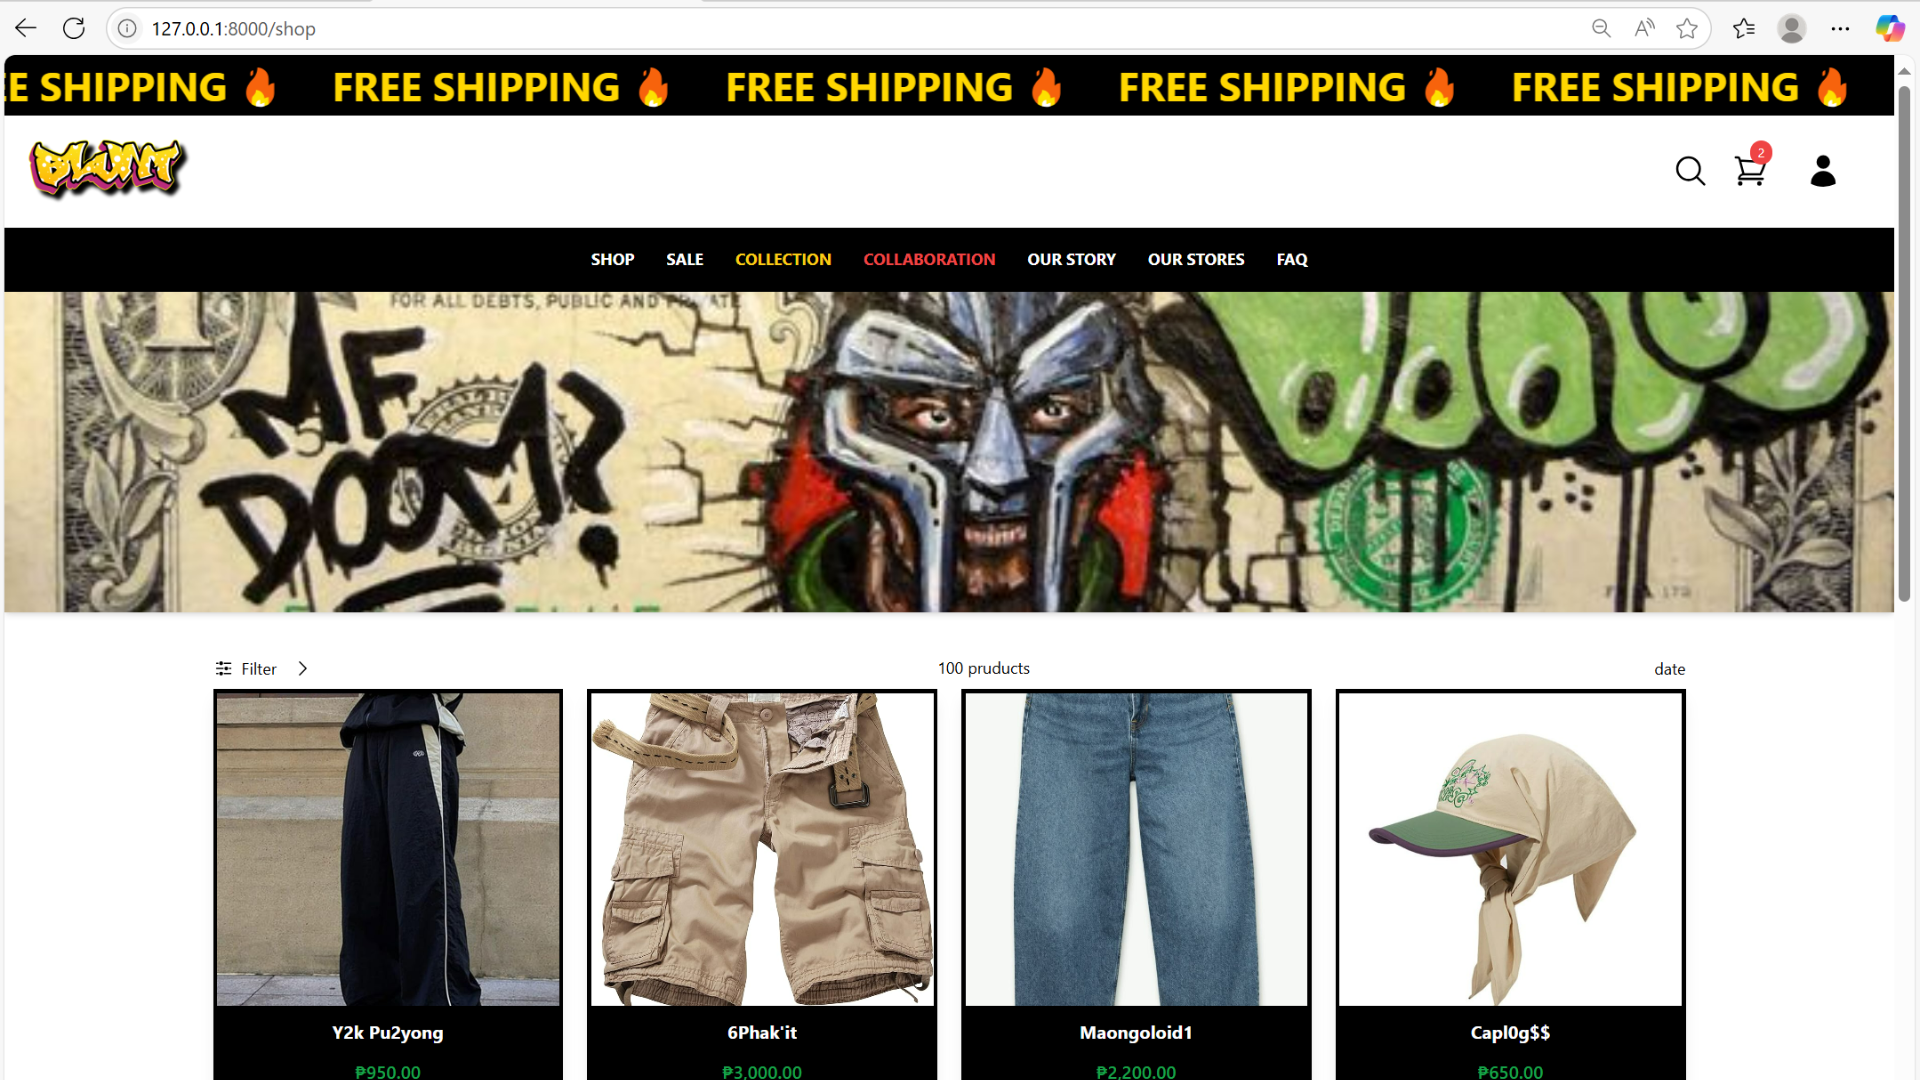 127.0.0.1:8000/shop
E SHIPPING 🔥 FREE SHIPPING 🔥 FREE SHIPPING 🔥 FREE SHIPPING 🔥 FREE SHIPPING 🔥
BLUNT
2
SHOP SALE COLLECTION COLLABORATION OUR STORY OUR STORES FAQ
FOR ALL DEBTS, PUBLIC AND PRIVATE
MF
DOOM?
Filter 100 pruducts date
Y2k Pu2yong 6Phak'it Maongoloid1 Capl0g$$
₱950.00 ₱3,000.00 ₱2,200.00 ₱650.00